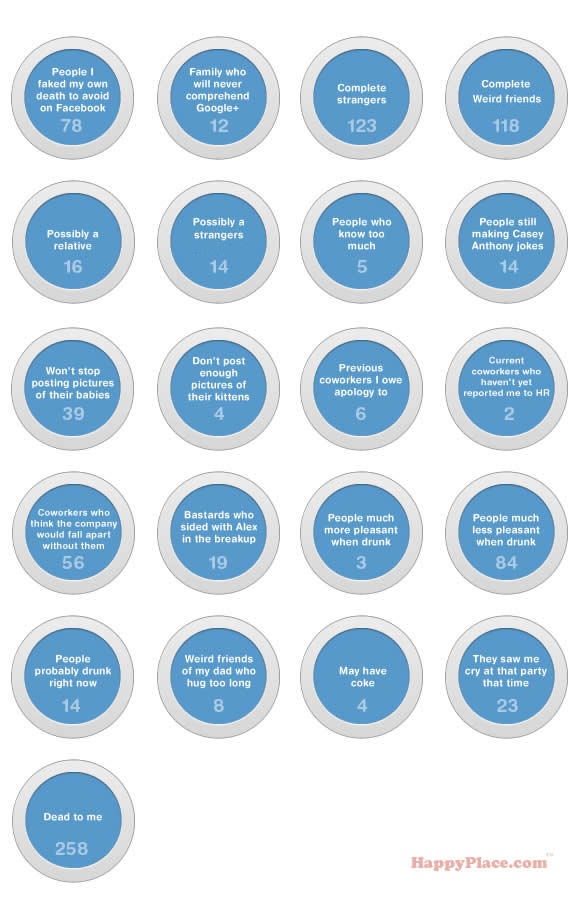 People I
faked my own
death to avoid
on Facebook
78
Family who
will never
comprehend
Google+
12
Complete
strangers
123
Complete
Weird friends
118
Possibly a
relative
16
Possibly a
strangers
14
People who
know too
much
5
People still
making Casey
Anthony jokes
14
Won't stop
posting pictures
of their babies
39
Don't post
enough
pictures of
their kittens
4
Previous
coworkers I owe
apology to
6
Current
coworkers who
haven't yet
reported me to HR
2
Coworkers who
think the company
would fall apart
without them
56
Bastards who
sided with Alex
in the breakup
19
People much
more pleasant
when drunk
3
People much
less pleasant
when drunk
84
People
probably drunk
right now
14
Weird friends
of my dad who
hug too long
8
May have
coke
4
They saw me
cry at that party
that time
23
Dead to me
258
HappyPlace.com™